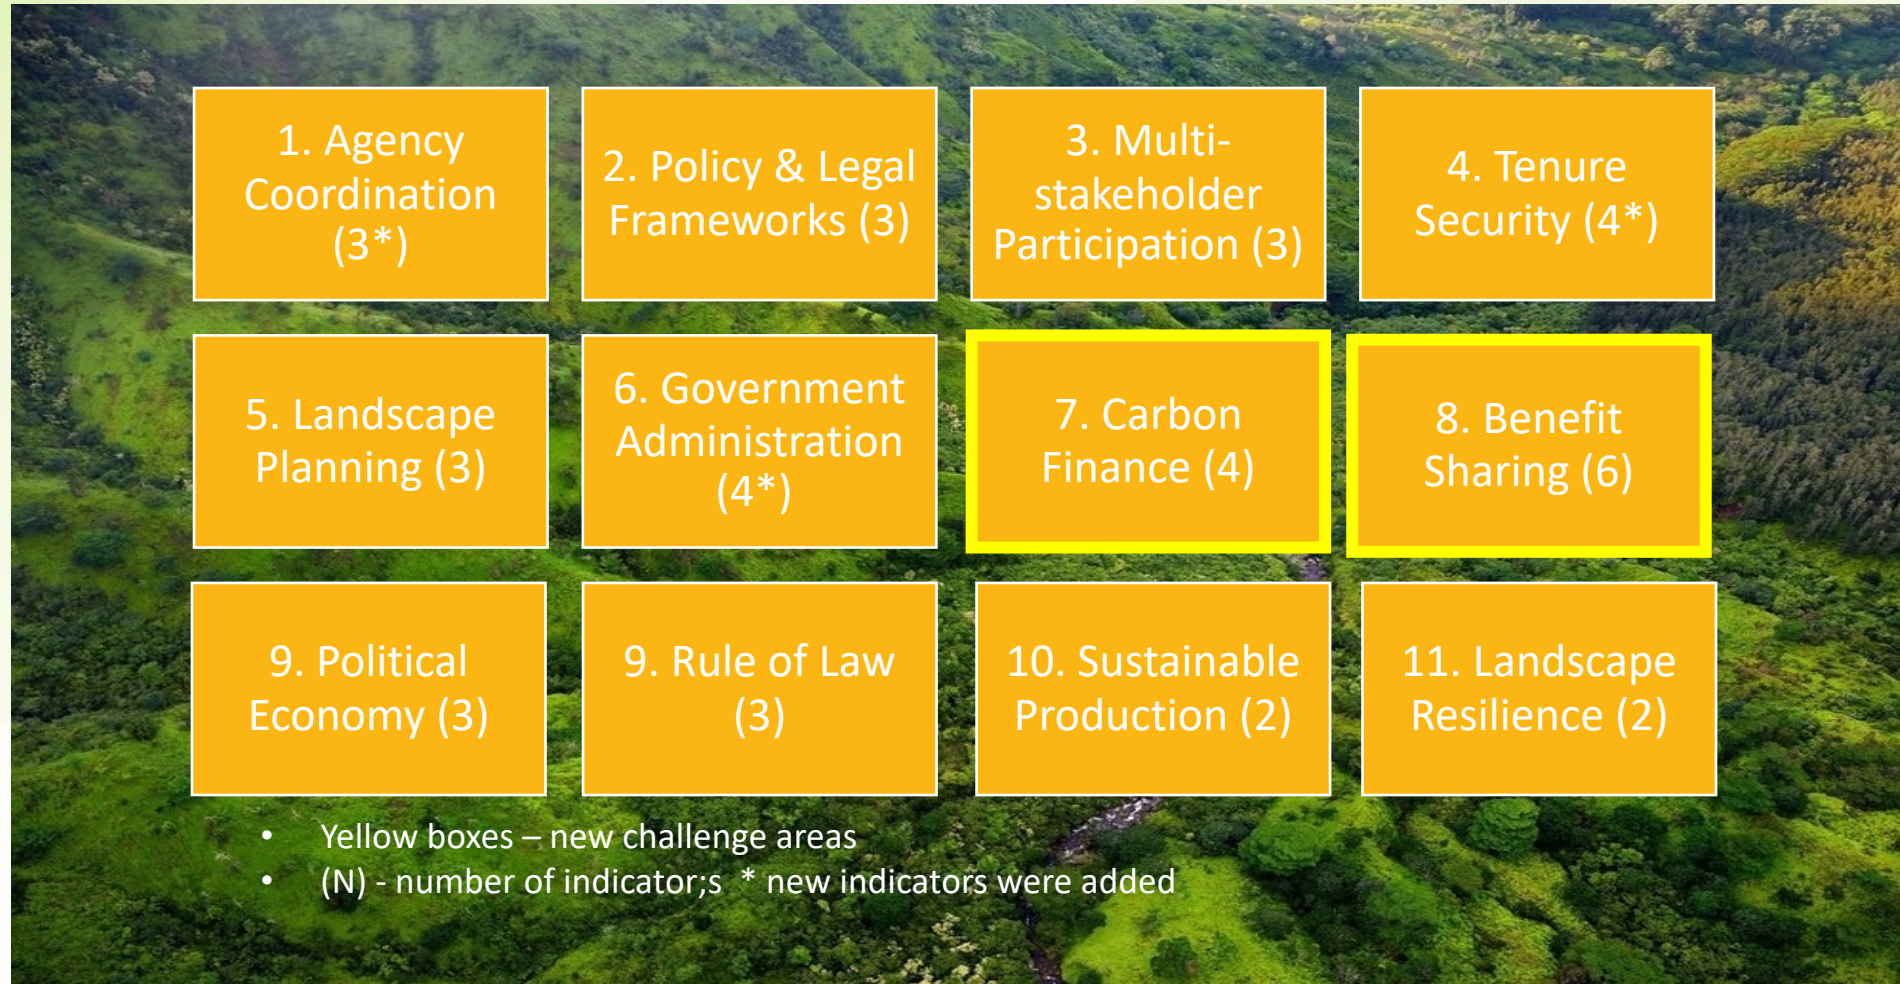 1. Agency
Coordination
(3*)
2. Policy & Legal
Frameworks (3)
3. Multi-
stakeholder
Participation (3)
4. Tenure
Security (4*)
5. Landscape
Planning (3)
6. Government
Administration
(4*)
7. Carbon
Finance (4)
8. Benefit
Sharing (6)
9. Political
Economy (3)
9. Rule of Law
(3)
10. Sustainable
Production (2)
11. Landscape
Resilience (2)
• Yellow boxes – new challenge areas
• (N) - number of indicator;s * new indicators were added